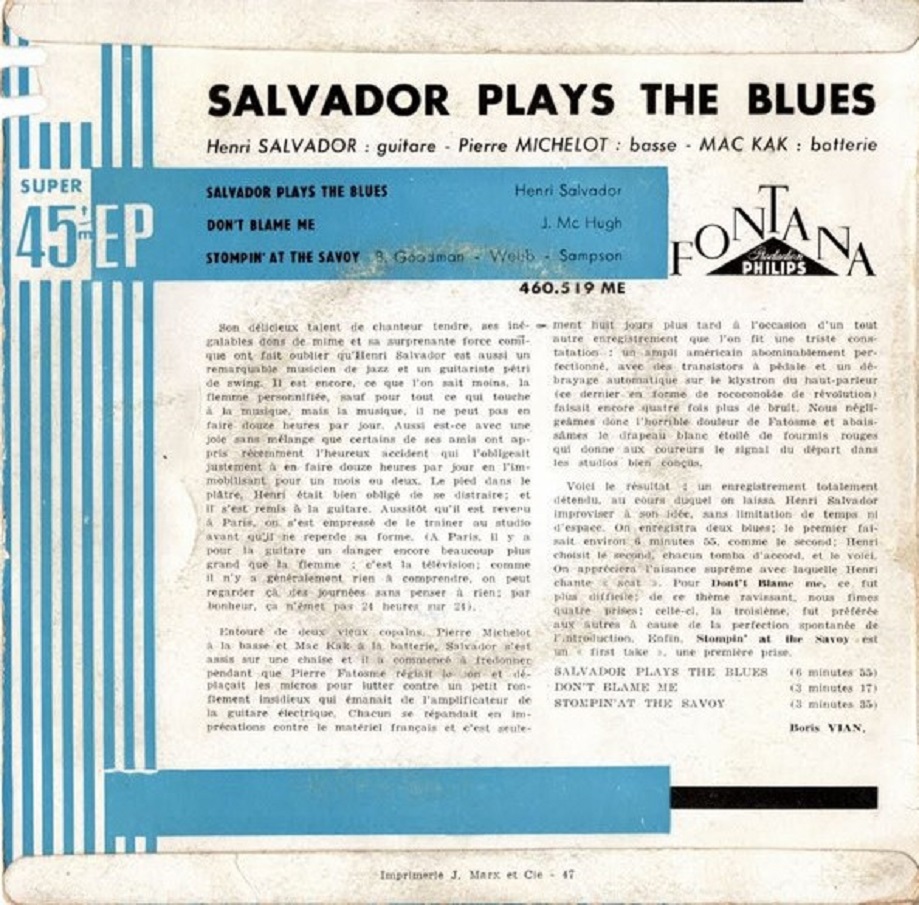 SALVADOR PLAYS THE BLUES
Henri SALVADOR : guitare - Pierre MICHELOT : basse - MAC KAK : batterie
SUPER
45 t/m EP
SALVADOR PLAYS THE BLUES Henri Salvador
DON'T BLAME ME J. Mc Hugh
STOMPIN' AT THE SAVOY B. Goodman - Webb - Sampson
FONTANA
Production
PHILIPS
460.519 ME
Son délicieux talent de chanteur tendre, ses iné-
galables dons de mime et sa surprenante force comi-
que ont fait oublier qu'Henri Salvador est aussi un
remarquable musicien de jazz et un guitariste pétri
de swing. Il est encore, ce que l'on sait moins, la
flemme personnifiée, sauf pour tout ce qui touche
à la musique, mais la musique, il ne peut pas en
faire douze heures par jour. Aussi est-ce avec une
joie sans mélange que certains de ses amis ont ap-
pris récemment l'heureux accident qui l'obligeait
justement à en faire douze heures par jour en l'im-
mobilisant pour un mois ou deux. Le pied dans le
plâtre, Henri était bien obligé de se distraire; et
il s'est remis à la guitare. Aussitôt qu'il est revenu
à Paris, on s'est empressé de le trainer au studio
avant qu'il ne reperde sa forme. (A Paris, il y a
pour la guitare un danger encore beaucoup plus
grand que la flemme : c'est la télévision; comme
il n'y a généralement rien à comprendre, on peut
regarder çà des journées sans penser à rien; par
bonheur, ça n'émet pas 24 heures sur 24).
Entouré de deux vieux copains, Pierre Michelot
à la basse et Mac Kak à la batterie, Salvador s'est
assis sur une chaise et il a commencé à fredonner
pendant que Pierre Fatosme réglait le son et dé-
plaçait les micros pour lutter contre un petit ron-
flement insidieux qui émanait de l'amplificateur de
la guitare électrique. Chacun se répandait en im-
précations contre le matériel français et c'est seule-
ment huit jours plus tard à l'occasion d'un tout
autre enregistrement que l'on fit une triste cons-
tatation : un ampli américain abominablement per-
fectionné, avec des transistors à pédale et un dé-
brayage automatique sur le klystron du haut-parleur
(ce dernier en forme de rococonoïde de révolution)
faisait encore quatre fois plus de bruit. Nous négli-
geâmes donc l'horrible douleur de Fatosme et abais-
sâmes le drapeau blanc étoilé de fourmis rouges
qui donne aux coureurs le signal du départ dans
les studios bien conçus.
Voici le résultat : un enregistrement totalement
détendu, au cours duquel on laissa Henri Salvador
improviser à son idée, sans limitation de temps ni
d'espace. On enregistra deux blues; le premier fai-
sait environ 6 minutes 55, comme le second; Henri
choisit le second, chacun tomba d'accord, et le voici.
On appréciera l'aisance suprême avec laquelle Henri
chante « scat ». Pour Dont't Blame me, ce fut
plus difficile; de ce thème ravissant, nous fîmes
quatre prises; celle-ci, la troisième, fut préférée
aux autres à cause de la perfection spontanée de
l'introduction. Enfin, Stompin' at the Savoy est
un « first take », une première prise.
SALVADOR PLAYS THE BLUES (6 minutes 55)
DON'T BLAME ME (3 minutes 17)
STOMPIN'AT THE SAVOY (3 minutes 35)
Boris VIAN.
Imprimerie J. Marx et Cie - 47